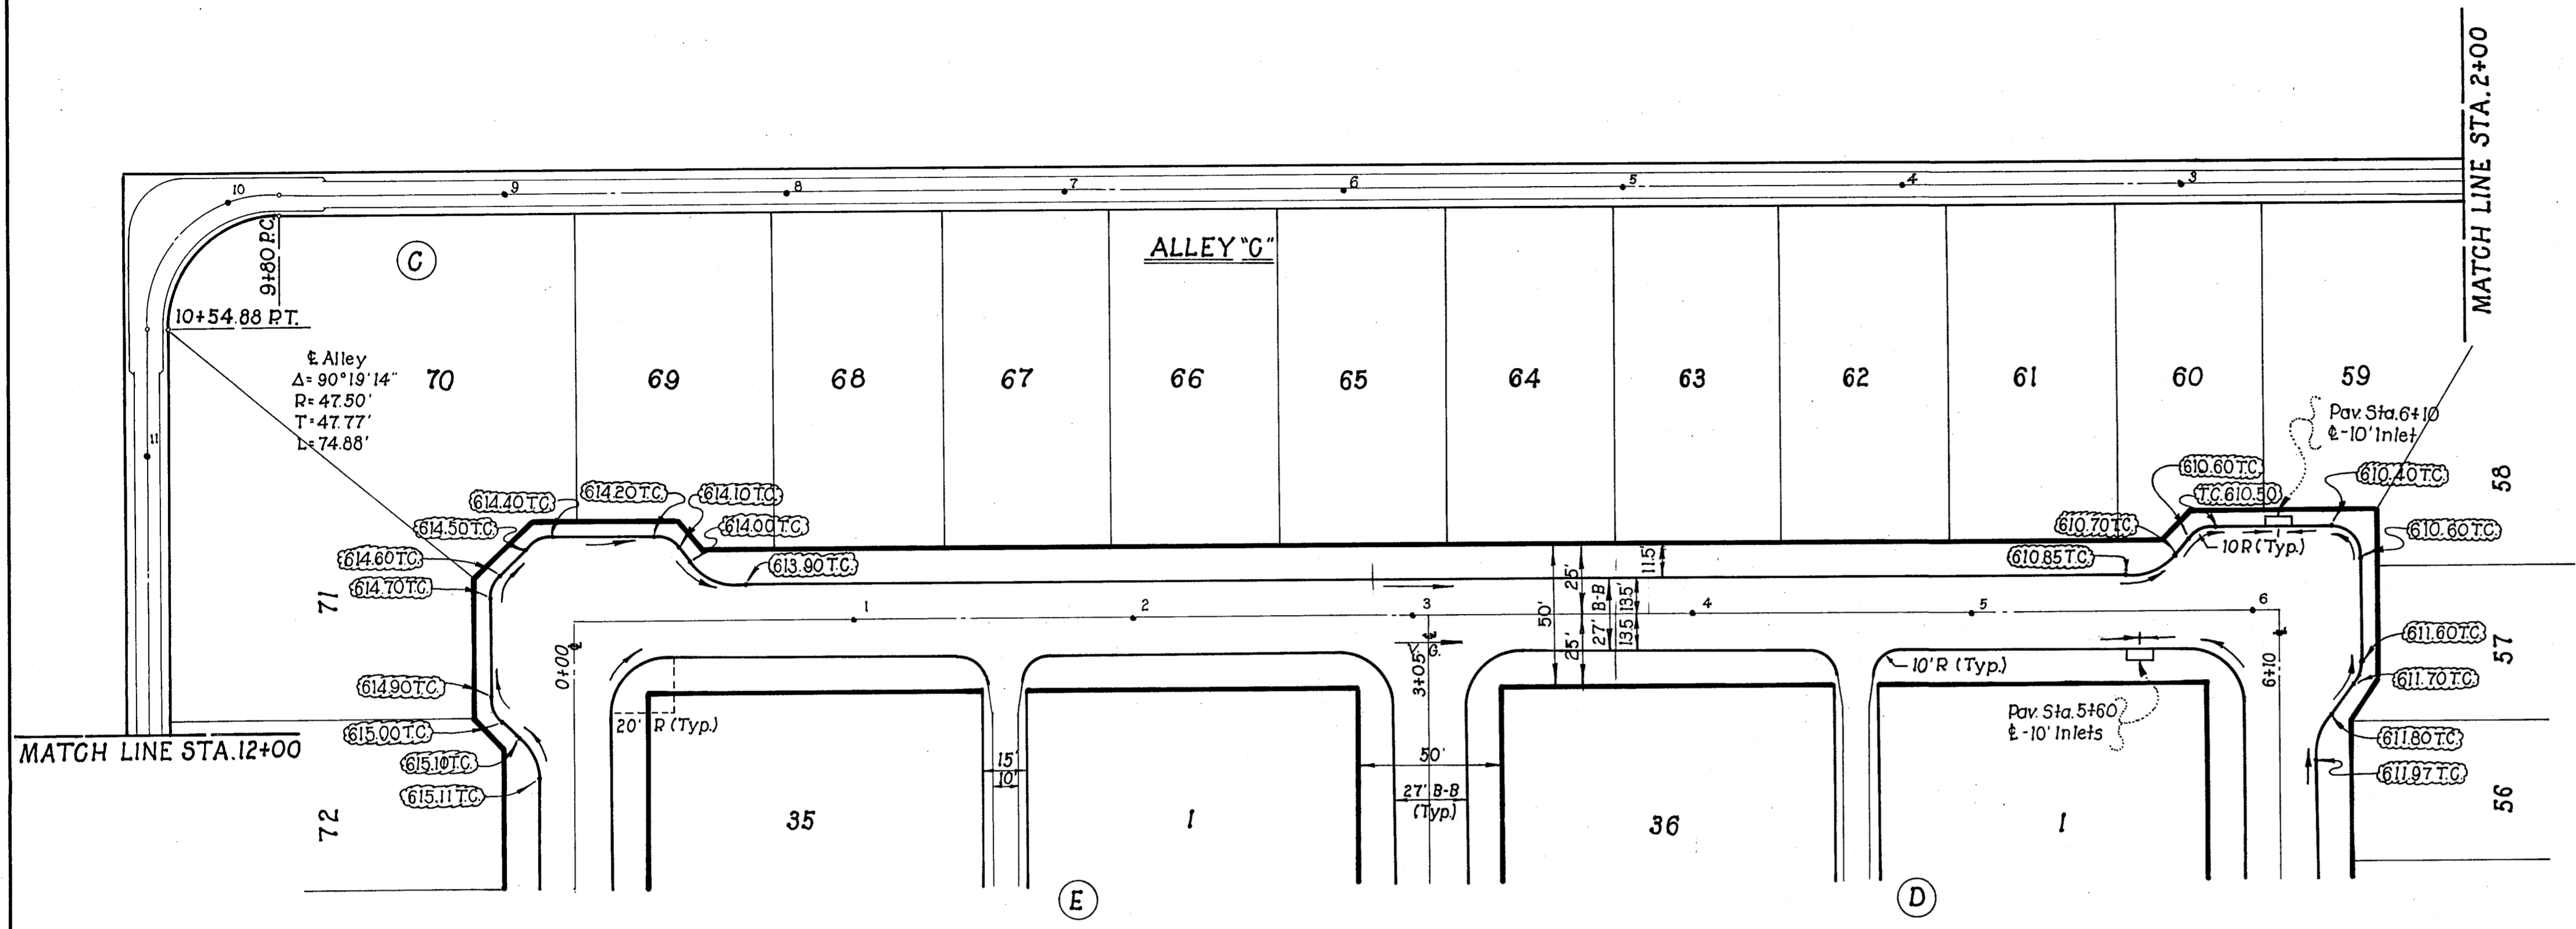 MATCH LINE STA. 2+00
10
9
8
7
6
5
4
3
ALLEY "C"
C
9+80 P.C.
10+54.88 P.T.
℄ Alley
Δ= 90°19'14"
R= 47.50'
T= 47.77'
L= 74.88'
11
70
69
68
67
66
65
64
63
62
61
60
59
58
57
56
71
72
Pav. Sta. 6+10
℄-10' Inlet
614.40 T.C.
614.20 T.C.
614.10 T.C.
614.50 T.C.
614.00 T.C.
614.60 T.C.
613.90 T.C.
614.70 T.C.
614.90 T.C.
615.00 T.C.
615.10 T.C.
615.11 T.C.
610.60 T.C.
610.40 T.C.
T.C. 610.50
610.70 T.C.
10 R (Typ.)
610.60 T.C.
610.85 T.C.
611.60 T.C.
611.70 T.C.
611.80 T.C.
611.97 T.C.
1
2
3
4
5
6
0+00
℄
3+05
℄
V. G.
6+10
℄
50'
25'
25'
27' B-B
13.5'
13.5'
11.5'
20' R (Typ.)
10' R (Typ.)
Pav. Sta. 5+60
℄-10' Inlets
MATCH LINE STA. 12+00
15'
10'
50'
27' B-B
(Typ.)
35
1
36
1
E
D